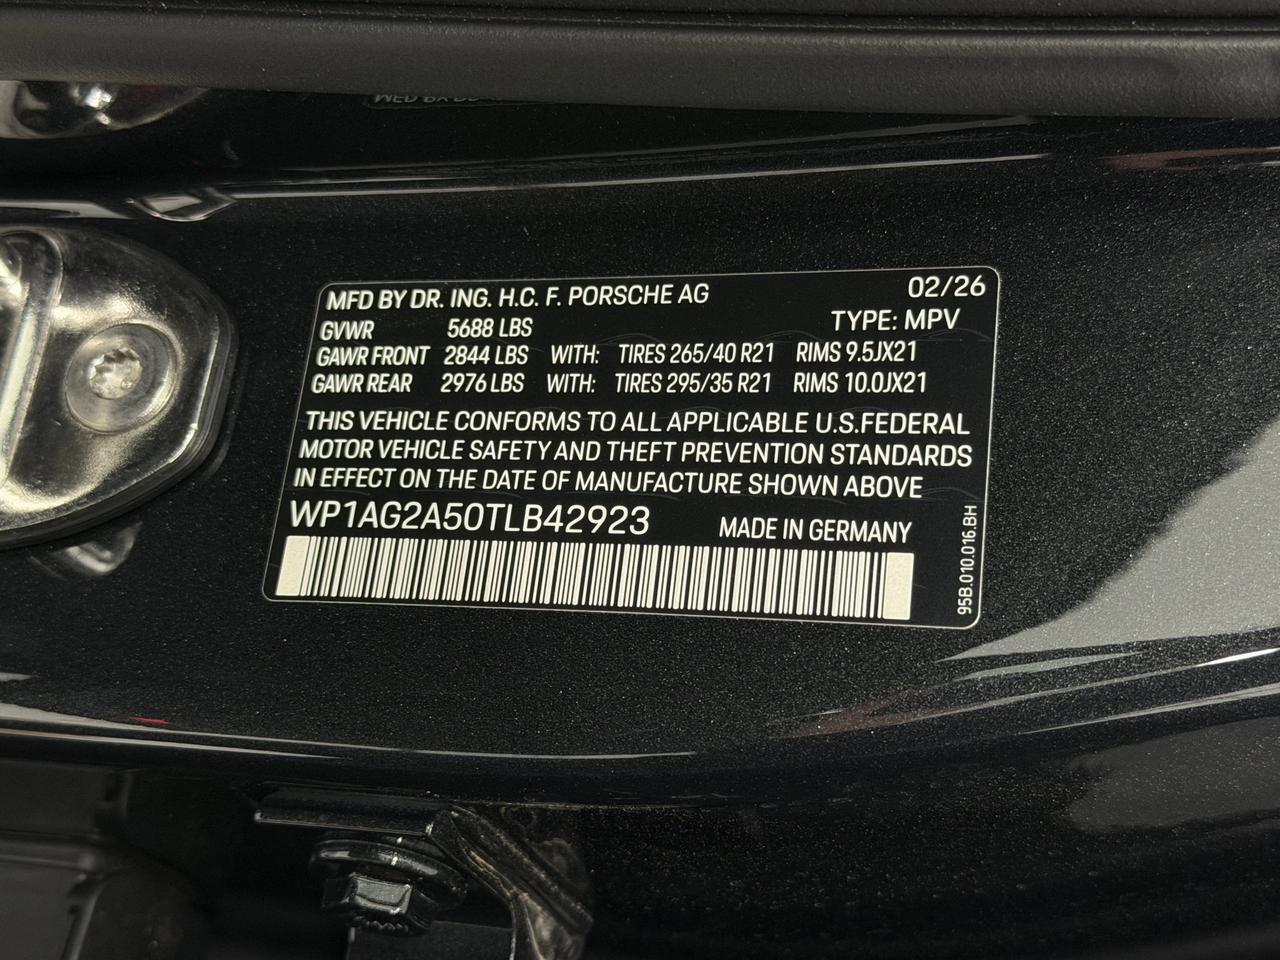 MFD BY DR. ING. H.C. F. PORSCHE AG 02/26
GVWR 5688 LBS TYPE: MPV
GAWR FRONT 2844 LBS WITH: TIRES 265/40 R21 RIMS 9.5JX21
GAWR REAR 2976 LBS WITH: TIRES 295/35 R21 RIMS 10.0JX21
THIS VEHICLE CONFORMS TO ALL APPLICABLE U.S.FEDERAL
MOTOR VEHICLE SAFETY AND THEFT PREVENTION STANDARDS
IN EFFECT ON THE DATE OF MANUFACTURE SHOWN ABOVE
WP1AG2A50TLB42923 MADE IN GERMANY
95B.010.016.BH